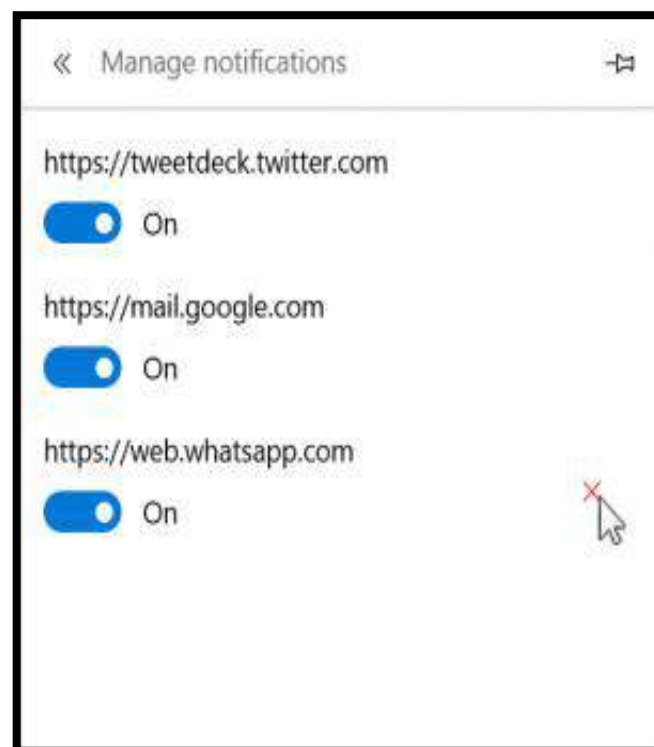 Manage notifications
https://tweetdeck.twitter.com
On
https://mail.google.com
On
https://web.whatsapp.com
On